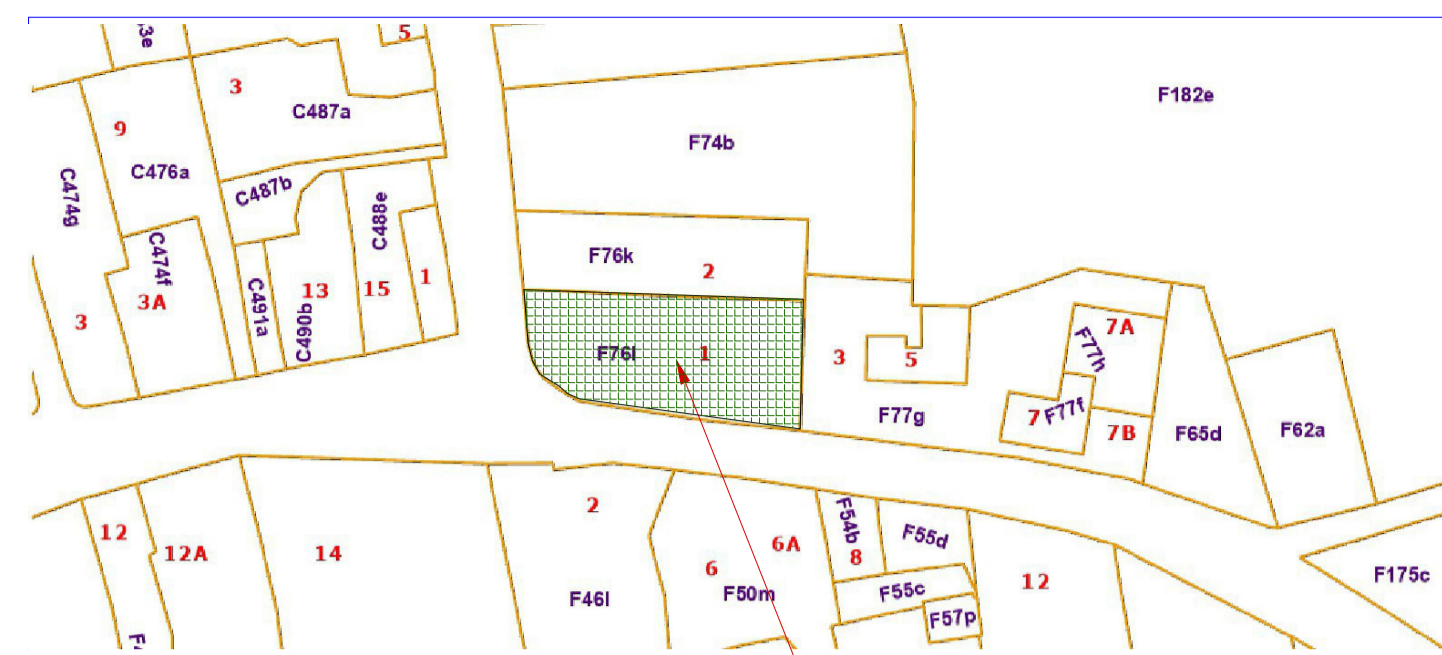 3e
5
3
C487a
F182e
9
F74b
C476a
C474g
C487b
C488e
C474f
F76k
2
1
13
15
3A
C491a
C490b
3
F76l
1
3
5
7A
F77h
F77g
7
F77f
7B
F65d
F62a
2
12
12A
14
6A
6
F54b
8
F55d
F55c
12
F175c
F46l
F50m
F57p